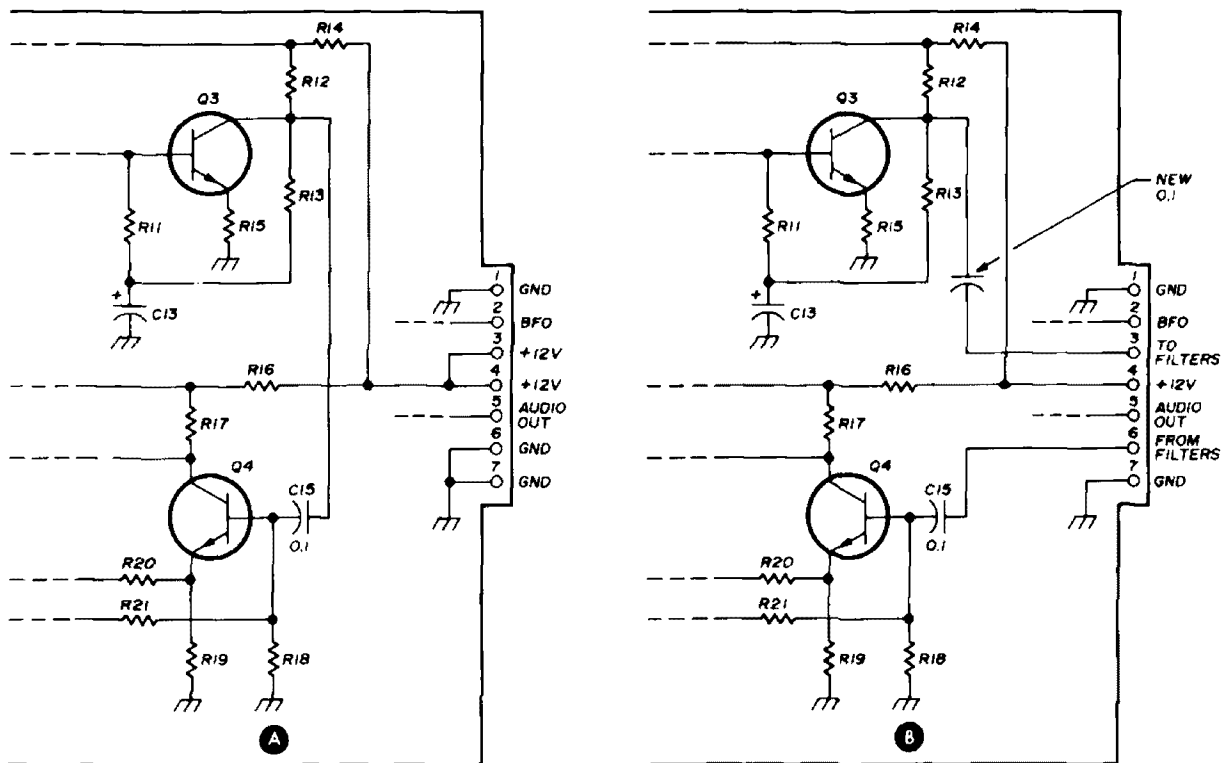 R14
R12
Q3
R13
R11
R15
+
C13
1
GND
2
BFO
3
+12V
4
+12V
5
AUDIO
OUT
6
GND
7
GND
R16
R17
Q4
C15
0.1
R20
R21
R19
R18
A
R14
R12
Q3
R13
NEW
0.1
R11
R15
+
C13
1
GND
2
BFO
3
TO
FILTERS
4
+12V
5
AUDIO
OUT
6
FROM
FILTERS
7
GND
R16
R17
Q4
C15
0.1
R20
R21
R19
R18
B